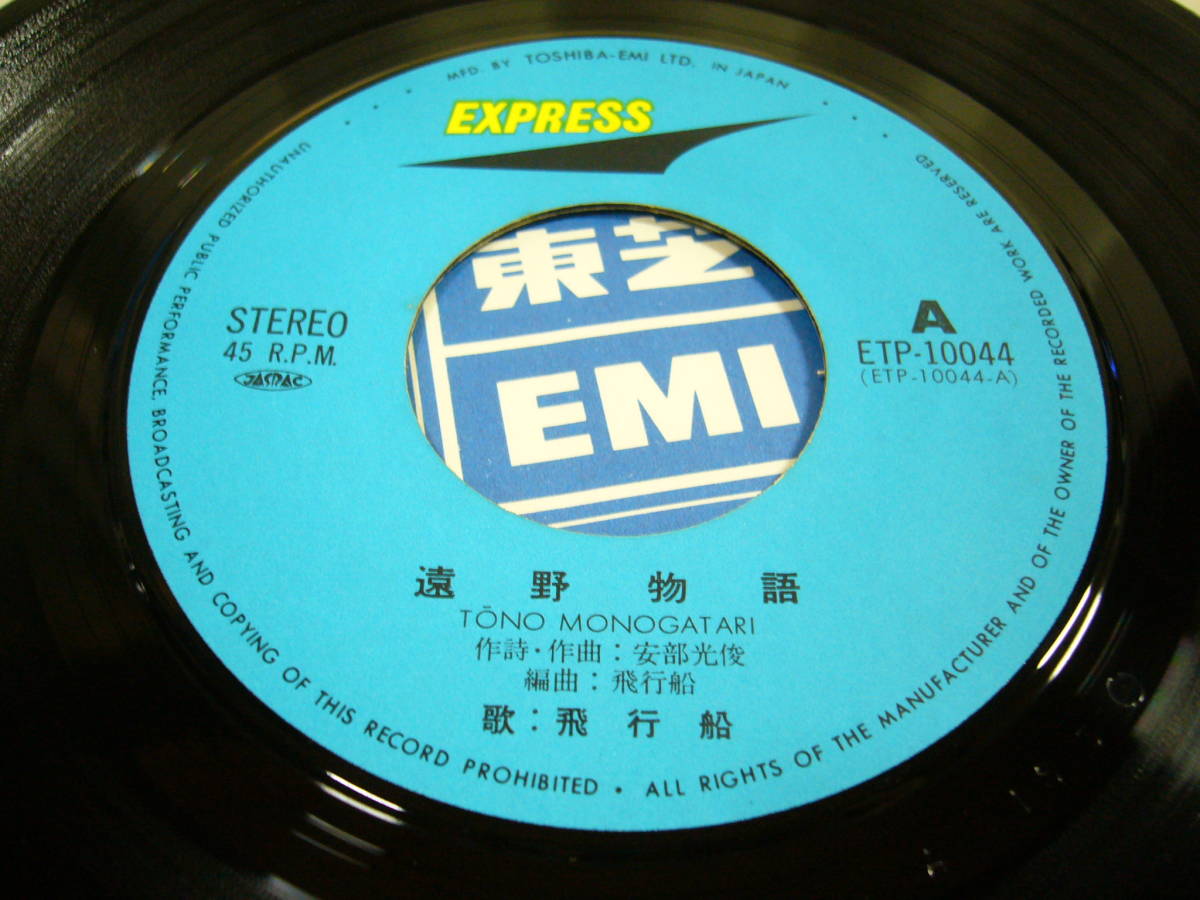 MFD. BY TOSHIBA-EMI LTD. IN JAPAN
EXPRESS
東芝
EMI
STEREO
45 R.P.M.
JASRAC
A
ETP-10044
(ETP-10044-A)
遠野物語
TŌNO MONOGATARI
作詩・作曲：安部光俊
編曲：飛行船
歌：飛行船
UNAUTHORIZED PUBLIC PERFORMANCE, BROADCASTING AND COPYING OF THIS RECORD PROHIBITED • ALL RIGHTS OF THE MANUFACTURER AND OF THE OWNER OF THE RECORDED WORK ARE RESERVED